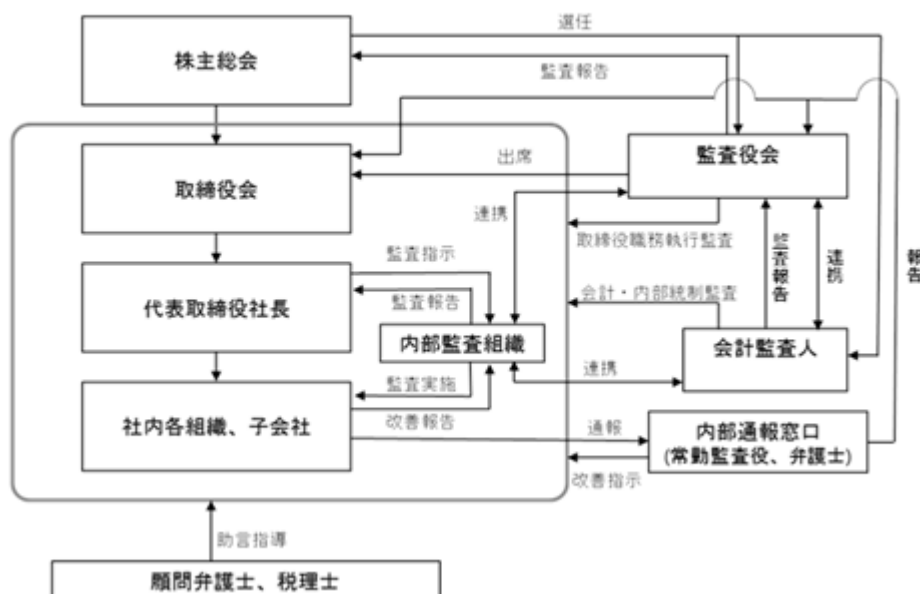 選任
株主総会
監査報告
監査役会
出席
取締役会
連携
取締役職務執行監査
監査指示
監査報告
連携
報告
会計・内部統制監査
監査報告
代表取締役社長
内部監査組織
会計監査人
連携
監査実施
改善報告
社内各組織、子会社
通報
内部通報窓口
(常勤監査役、弁護士)
改善指示
助言指導
顧問弁護士、税理士